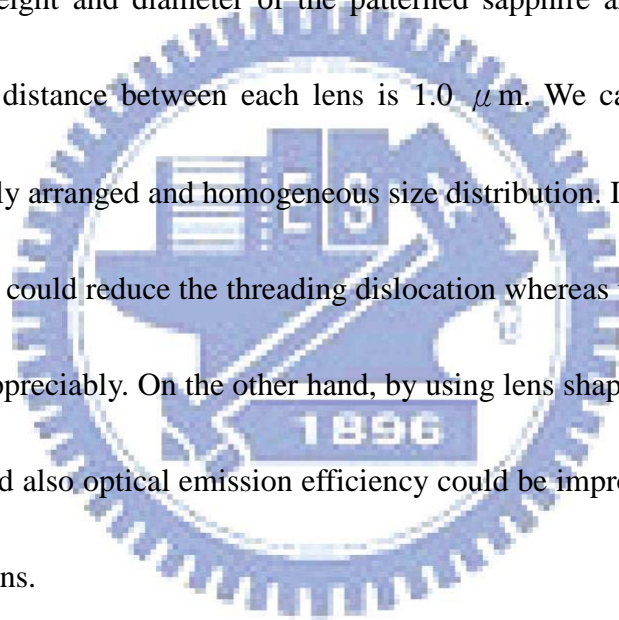 eight and diameter of the patterned sapphire a
distance between each lens is 1.0 μm. We ca
ly arranged and homogeneous size distribution. I
could reduce the threading dislocation whereas
ppreciably. On the other hand, by using lens shap
1896
d also optical emission efficiency could be impro
ns.